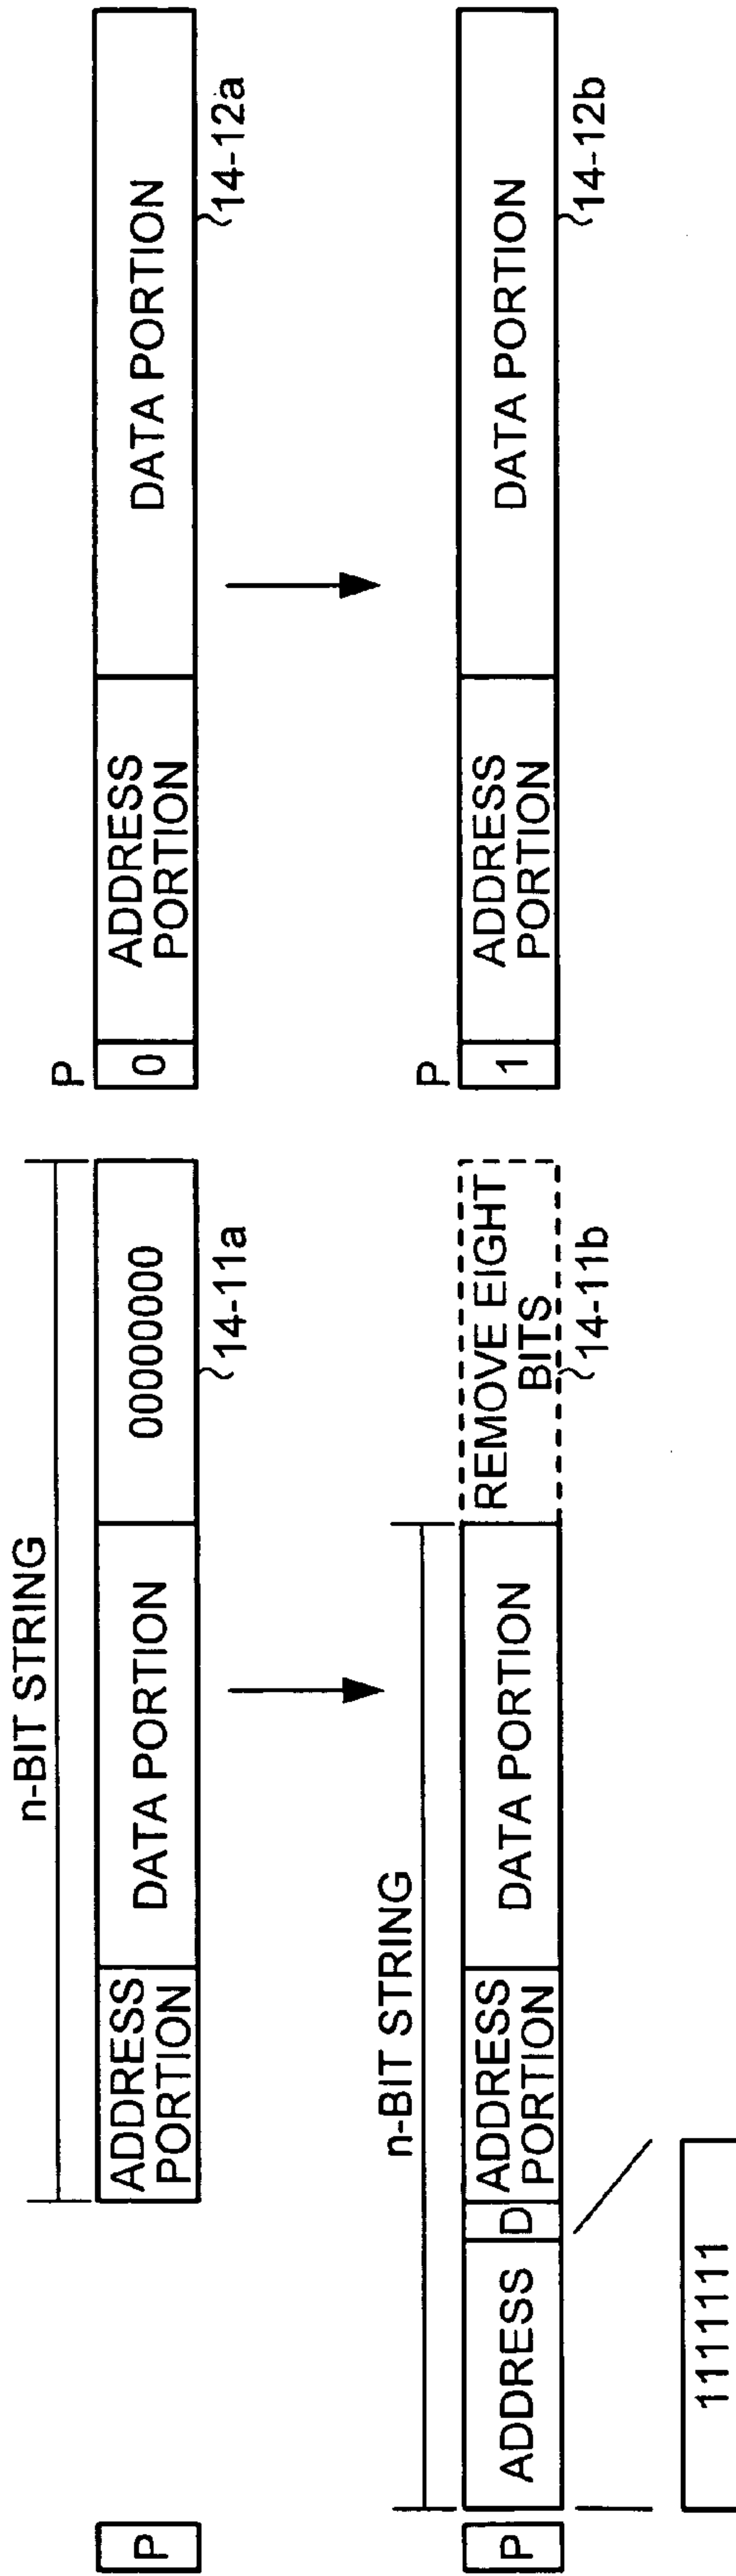 n-BIT STRING
P
ADDRESS
PORTION
DATA PORTION
00000000
14-11a
P
0
ADDRESS
PORTION
DATA PORTION
14-12a
n-BIT STRING
P
ADDRESS
D
ADDRESS
PORTION
DATA PORTION
REMOVE EIGHT
BITS
14-11b
P
1
ADDRESS
PORTION
DATA PORTION
14-12b
1111111